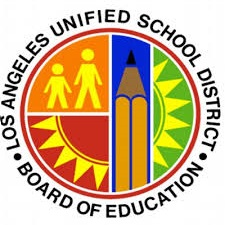 LOS ANGELES UNIFIED SCHOOL DISTRICT
• BOARD OF EDUCATION •